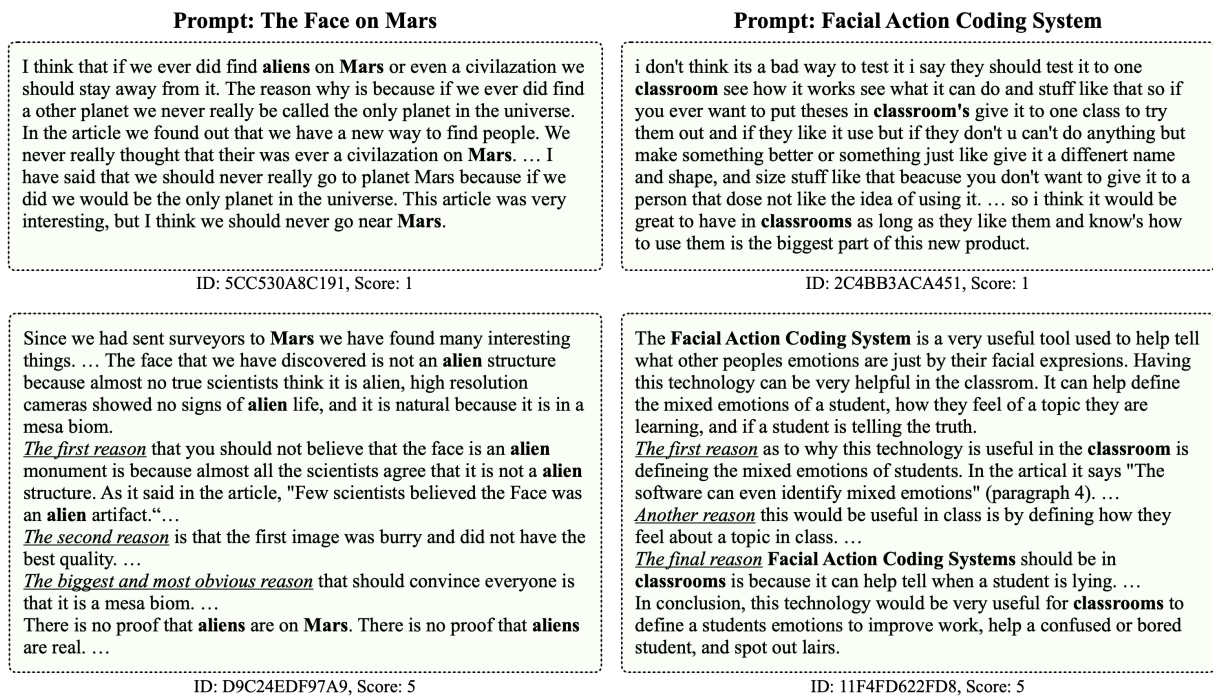 Prompt: The Face on Mars
I think that if we ever did find aliens on Mars or even a civilazation we
should stay away from it. The reason why is because if we ever did find
a other planet we never really be called the only planet in the universe.
In the article we found out that we have a new way to find people. We
never really thought that their was ever a civilazation on Mars. … I
have said that we should never really go to planet Mars because if we
did we would be the only planet in the universe. This article was very
interesting, but I think we should never go near Mars.
ID: 5CC530A8C191, Score: 1
Since we had sent surveyors to Mars we have found many interesting
things. … The face that we have discovered is not an alien structure
because almost no true scientists think it is alien, high resolution
cameras showed no signs of alien life, and it is natural because it is in a
mesa biom.
The first reason that you should not believe that the face is an alien
monument is because almost all the scientists agree that it is not a alien
structure. As it said in the article, "Few scientists believed the Face was
an alien artifact.“…
The second reason is that the first image was burry and did not have the
best quality. …
The biggest and most obvious reason that should convince everyone is
that it is a mesa biom. …
There is no proof that aliens are on Mars. There is no proof that aliens
are real. …
ID: D9C24EDF97A9, Score: 5
Prompt: Facial Action Coding System
i don't think its a bad way to test it i say they should test it to one
classroom see how it works see what it can do and stuff like that so if
you ever want to put theses in classroom's give it to one class to try
them out and if they like it use but if they don't u can't do anything but
make something better or something just like give it a differnert name
and shape, and size stuff like that beacuse you don't want to give it to a
person that dose not like the idea of using it. … so i think it would be
great to have in classrooms as long as they like them and know's how
to use them is the biggest part of this new product.
ID: 2C4BB3ACA451, Score: 1
The Facial Action Coding System is a very useful tool used to help tell
what other peoples emotions are just by their facial expresions. Having
this technology can be very helpful in the classrom. It can help define
the mixed emotions of a student, how they feel of a topic they are
learning, and if a student is telling the truth.
The first reason as to why this technology is useful in the classroom is
defineing the mixed emotions of students. In the artical it says "The
software can even identify mixed emotions" (paragraph 4). …
Another reason this would be useful in class is by defining how they
feel about a topic in class. …
The final reason Facial Action Coding Systems should be in
classrooms is because it can help tell when a student is lying. …
In conclusion, this technology would be very useful for classrooms to
define a students emotions to improve work, help a confused or bored
student, and spot out lairs.
ID: 11F4FD622FD8, Score: 5